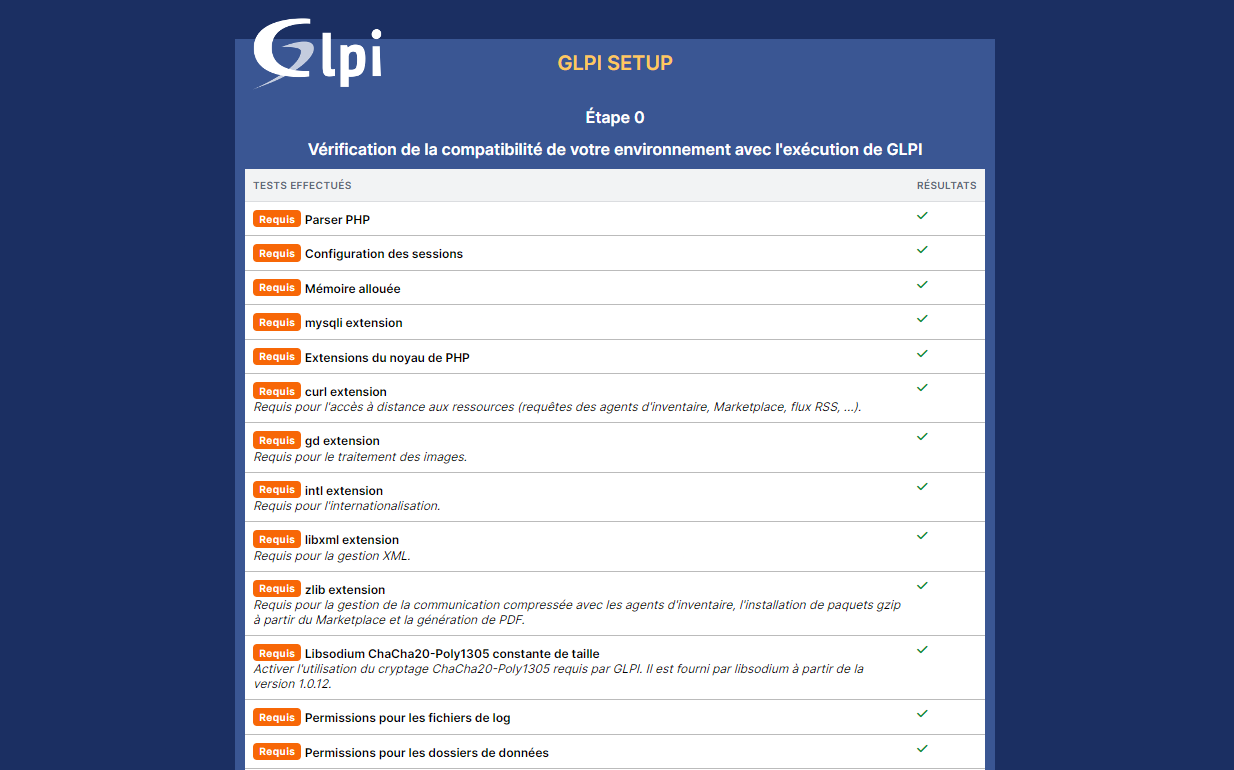 Glpi
GLPI SETUP
Étape 0
Vérification de la compatibilité de votre environnement avec l'exécution de GLPI
TESTS EFFECTUÉS RÉSULTATS
Requis Parser PHP
Requis Configuration des sessions
Requis Mémoire allouée
Requis mysqli extension
Requis Extensions du noyau de PHP
Requis curl extension
Requis pour l'accès à distance aux ressources (requêtes des agents d'inventaire, Marketplace, flux RSS, ...).
Requis gd extension
Requis pour le traitement des images.
Requis intl extension
Requis pour l'internationalisation.
Requis libxml extension
Requis pour la gestion XML.
Requis zlib extension
Requis pour la gestion de la communication compressée avec les agents d'inventaire, l'installation de paquets gzip
à partir du Marketplace et la génération de PDF.
Requis Libsodium ChaCha20-Poly1305 constante de taille
Activer l'utilisation du cryptage ChaCha20-Poly1305 requis par GLPI. Il est fourni par libsodium à partir de la
version 1.0.12.
Requis Permissions pour les fichiers de log
Requis Permissions pour les dossiers de données